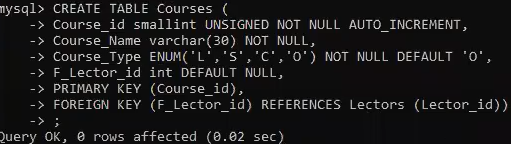 mysql> CREATE TABLE Courses (
-> Course_id smallint UNSIGNED NOT NULL AUTO_INCREMENT,
-> Course_Name varchar(30) NOT NULL,
-> Course_Type ENUM('L','S','C','O') NOT NULL DEFAULT 'O',
-> F_Lector_id int DEFAULT NULL,
-> PRIMARY KEY (Course_id),
-> FOREIGN KEY (F_Lector_id) REFERENCES Lectors (Lector_id))
-> ;
Query OK, 0 rows affected (0.02 sec)